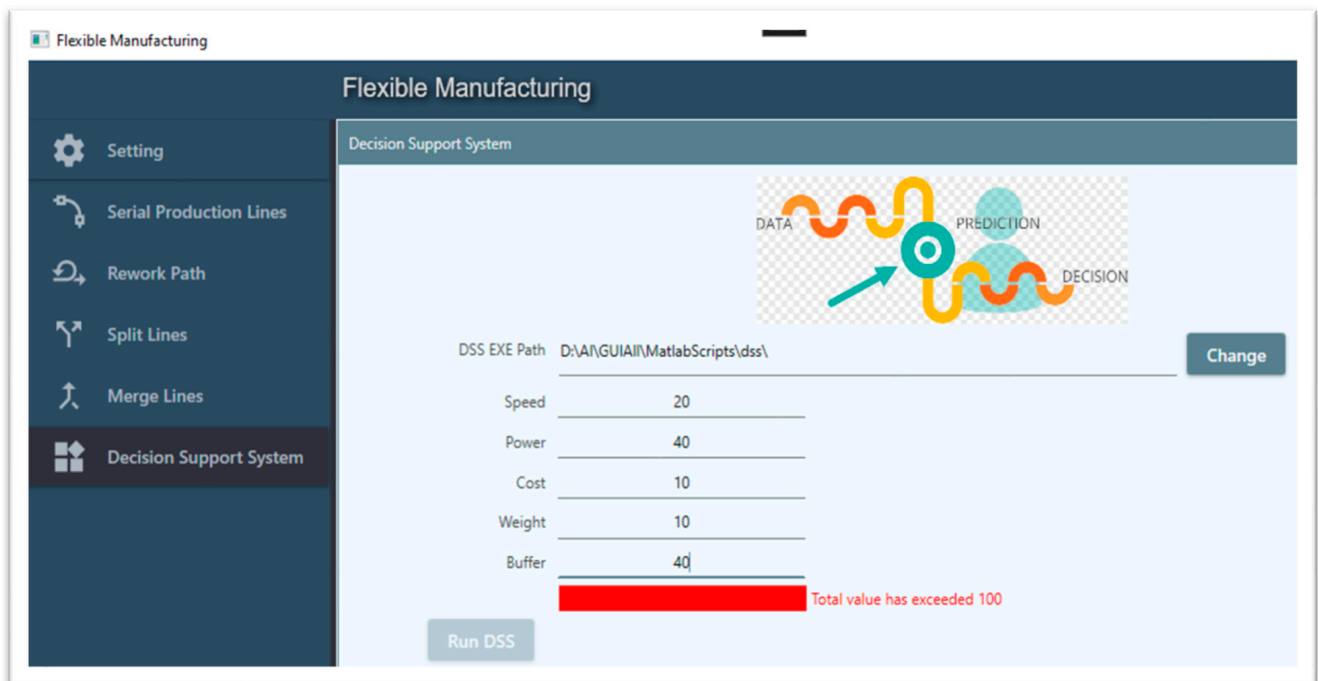 Flexible Manufacturing
Flexible Manufacturing
Setting
Serial Production Lines
Rework Path
Split Lines
Merge Lines
Decision Support System
Decision Support System
DATA
PREDICTION
DECISION
DSS EXE Path D:\AI\GUIAll\MatlabScripts\dss\ Change
Speed 20
Power 40
Cost 10
Weight 10
Buffer 40
Total value has exceeded 100
Run DSS